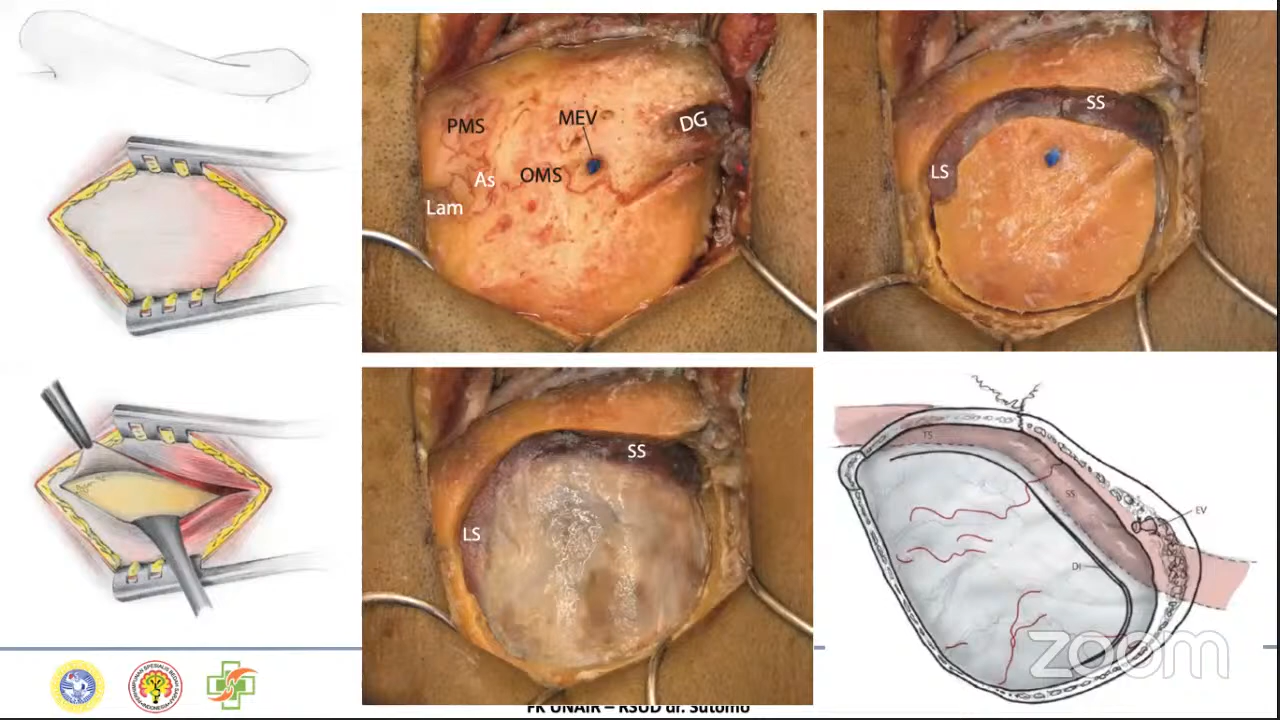 PMS
MEV
DG
As
OMS
Lam
SS
LS
SS
LS
TS
SS
EV
DI
zoom
FK UNAIR – RSUD dr. Sutomo